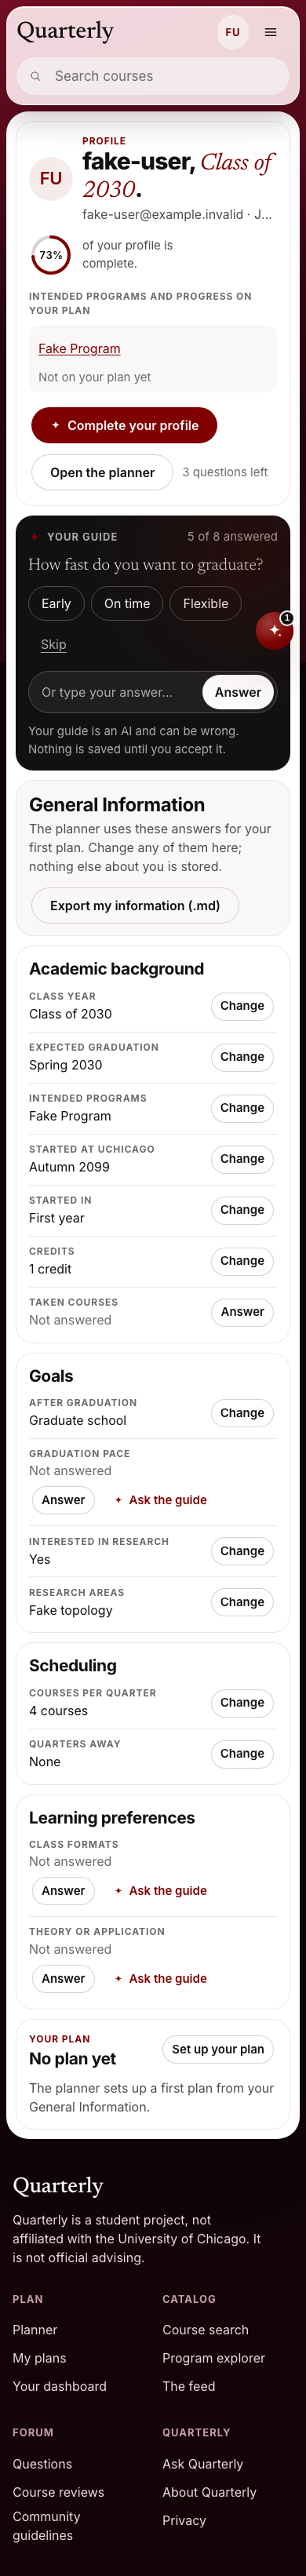 Quarterly
FU
Search courses
PROFILE
FU
fake-user, Class of
2030.
fake-user@example.invalid · J...
73%
of your profile is
complete.
INTENDED PROGRAMS AND PROGRESS ON
YOUR PLAN
Fake Program
Not on your plan yet
Complete your profile
Open the planner
3 questions left
YOUR GUIDE
5 of 8 answered
How fast do you want to graduate?
Early
On time
Flexible
1
Skip
Or type your answer...
Answer
Your guide is an AI and can be wrong.
Nothing is saved until you accept it.
General Information
The planner uses these answers for your
first plan. Change any of them here;
nothing else about you is stored.
Export my information (.md)
Academic background
CLASS YEAR
Class of 2030
Change
EXPECTED GRADUATION
Spring 2030
Change
INTENDED PROGRAMS
Fake Program
Change
STARTED AT UCHICAGO
Autumn 2099
Change
STARTED IN
First year
Change
CREDITS
1 credit
Change
TAKEN COURSES
Not answered
Answer
Goals
AFTER GRADUATION
Graduate school
Change
GRADUATION PACE
Not answered
Answer
Ask the guide
INTERESTED IN RESEARCH
Yes
Change
RESEARCH AREAS
Fake topology
Change
Scheduling
COURSES PER QUARTER
4 courses
Change
QUARTERS AWAY
None
Change
Learning preferences
CLASS FORMATS
Not answered
Answer
Ask the guide
THEORY OR APPLICATION
Not answered
Answer
Ask the guide
YOUR PLAN
No plan yet
Set up your plan
The planner sets up a first plan from your
General Information.
Quarterly
Quarterly is a student project, not
affiliated with the University of Chicago. It
is not official advising.
PLAN
Planner
My plans
Your dashboard
CATALOG
Course search
Program explorer
The feed
FORUM
Questions
Course reviews
Community
guidelines
QUARTERLY
Ask Quarterly
About Quarterly
Privacy